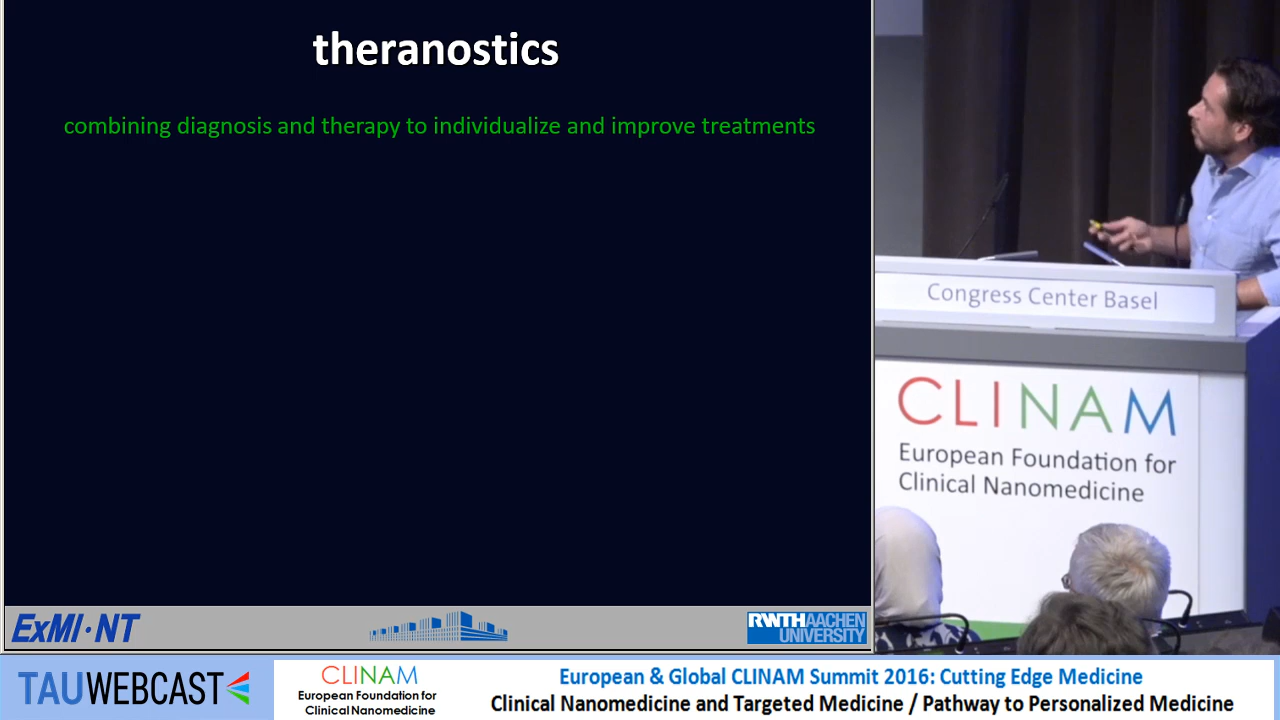 theranostics
combining diagnosis and therapy to individualize and improve treatments
ExMI·NT
RWTHAACHEN
UNIVERSITY
Congress Center Basel
CLINAM
European Foundation for
Clinical Nanomedicine
TAUWEBCAST
CLINAM
European Foundation for
Clinical Nanomedicine
European & Global CLINAM Summit 2016: Cutting Edge Medicine
Clinical Nanomedicine and Targeted Medicine / Pathway to Personalized Medicine